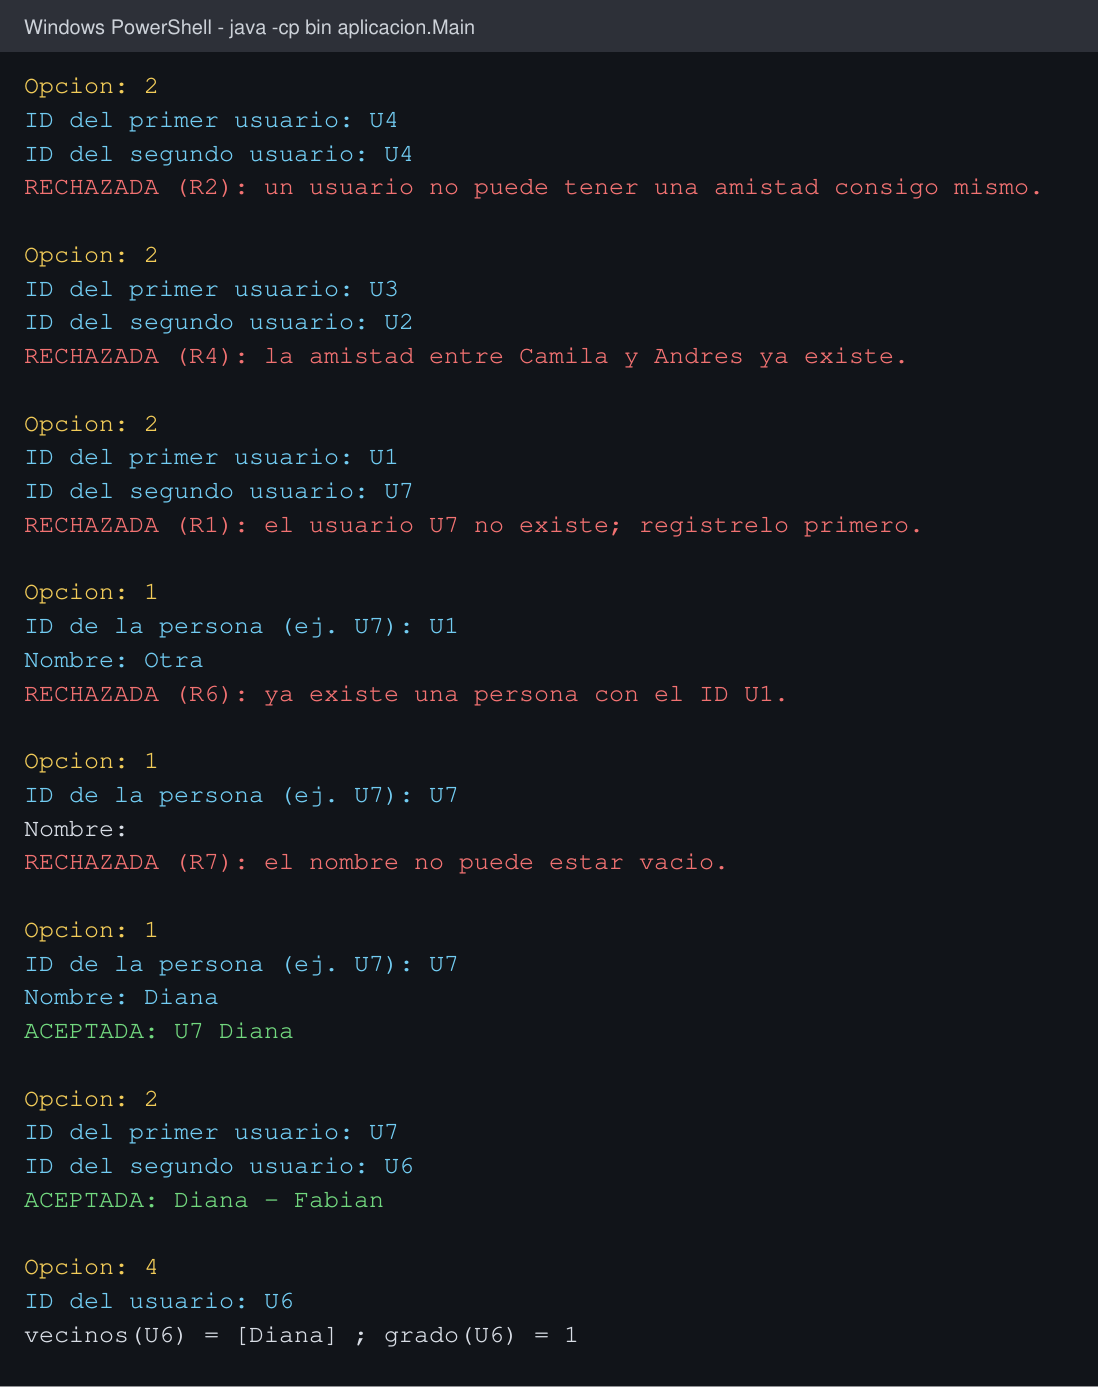 Windows PowerShell - java -cp bin aplicacion.Main
Opcion: 2
ID del primer usuario: U4
ID del segundo usuario: U4
RECHAZADA (R2): un usuario no puede tener una amistad consigo mismo.
Opcion: 2
ID del primer usuario: U3
ID del segundo usuario: U2
RECHAZADA (R4): la amistad entre Camila y Andres ya existe.
Opcion: 2
ID del primer usuario: U1
ID del segundo usuario: U7
RECHAZADA (R1): el usuario U7 no existe; registrelo primero.
Opcion: 1
ID de la persona (ej. U7): U1
Nombre: Otra
RECHAZADA (R6): ya existe una persona con el ID U1.
Opcion: 1
ID de la persona (ej. U7): U7
Nombre:
RECHAZADA (R7): el nombre no puede estar vacio.
Opcion: 1
ID de la persona (ej. U7): U7
Nombre: Diana
ACEPTADA: U7 Diana
Opcion: 2
ID del primer usuario: U7
ID del segundo usuario: U6
ACEPTADA: Diana - Fabian
Opcion: 4
ID del usuario: U6
vecinos(U6) = [Diana] ; grado(U6) = 1